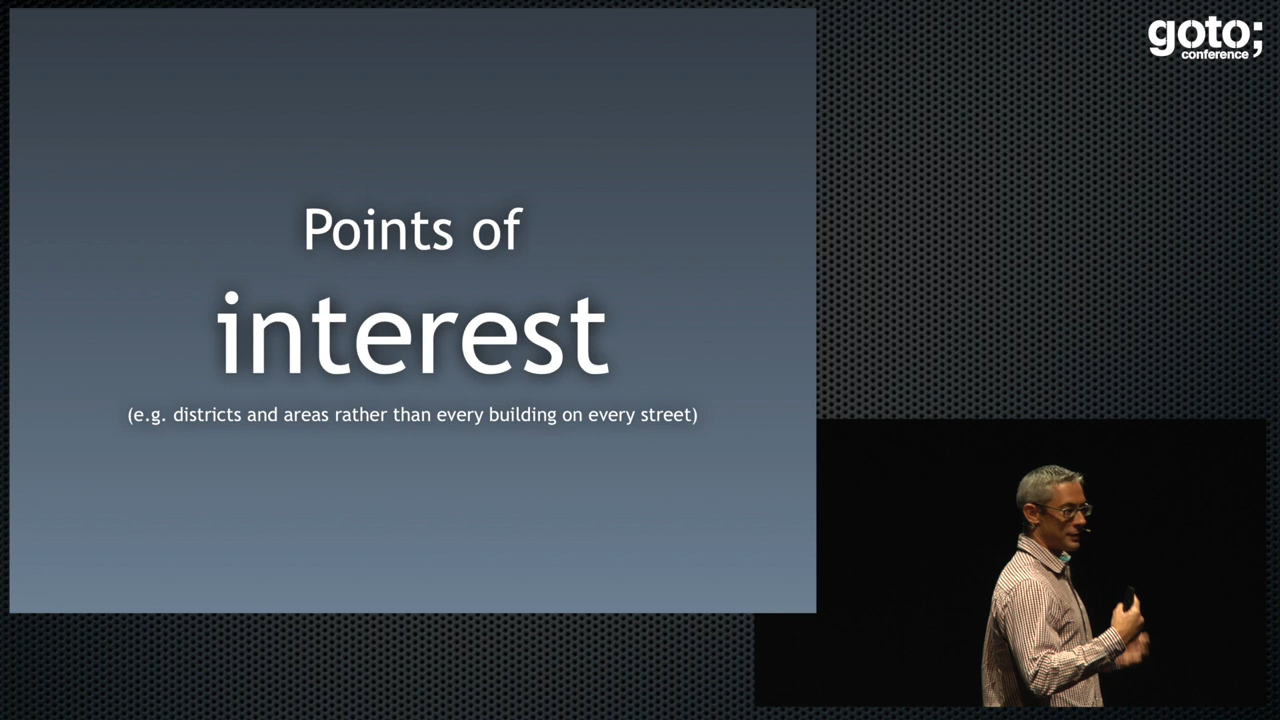 Points of
interest
(e.g. districts and areas rather than every building on every street)
goto;
conference